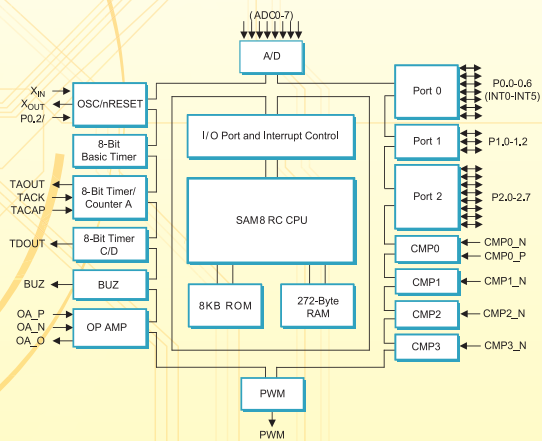 (ADC0-7)
A/D
XIN
XOUT
P0.2/
OSC/nRESET
8-Bit
Basic Timer
TAOUT
TACK
TACAP
8-Bit Timer/
Counter A
TDOUT
8-Bit Timer
C/D
BUZ
BUZ
OA_P
OA_N
OA_O
OP AMP
I/O Port and Interrupt Control
SAM8 RC CPU
8KB ROM
272-Byte
RAM
Port 0
P0.0-0.6
(INT0-INT5)
Port 1
P1.0-1.2
Port 2
P2.0-2.7
CMP0
CMP0_N
CMP0_P
CMP1
CMP1_N
CMP2
CMP2_N
CMP3
CMP3_N
PWM
PWM